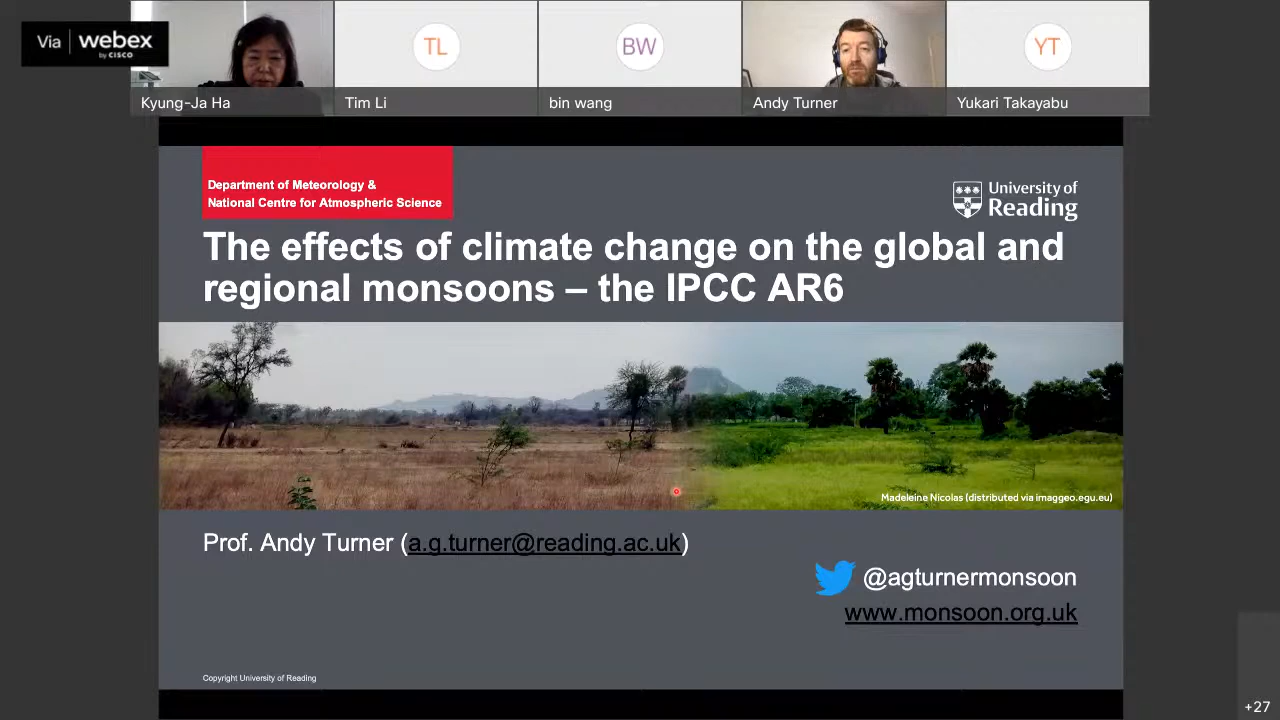 Via webex
by CISCO
TL
BW
YT
Kyung-Ja Ha
Tim Li
bin wang
Andy Turner
Yukari Takayabu
Department of Meteorology &
National Centre for Atmospheric Science
University of
Reading
The effects of climate change on the global and
regional monsoons – the IPCC AR6
Madeleine Nicolas (distributed via imaggeo.egu.eu)
Prof. Andy Turner (a.g.turner@reading.ac.uk)
@agturnermonsoon
www.monsoon.org.uk
Copyright University of Reading
+27